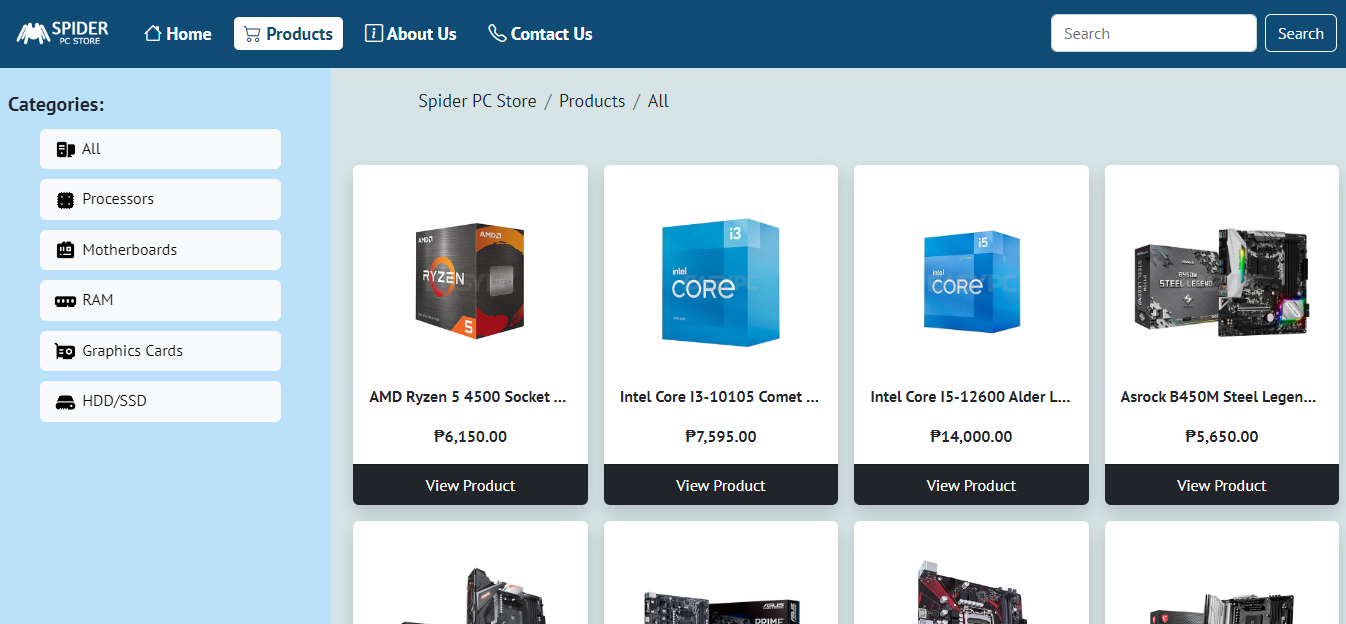 SPIDER
PC STORE
Home
Products
About Us
Contact Us
Search
Search
Categories:
All
Processors
Motherboards
RAM
Graphics Cards
HDD/SSD
Spider PC Store / Products / All
AMD
AMD
RYZEN
5
AMD Ryzen 5 4500 Socket ...
₱6,150.00
View Product
i3
intel
CORE
Intel Core I3-10105 Comet ...
₱7,595.00
View Product
i5
intel
CORE
Intel Core I5-12600 Alder L...
₱14,000.00
View Product
B450M
STEEL LEGEND
Asrock B450M Steel Legen...
₱5,650.00
View Product
ASUS
PRIME